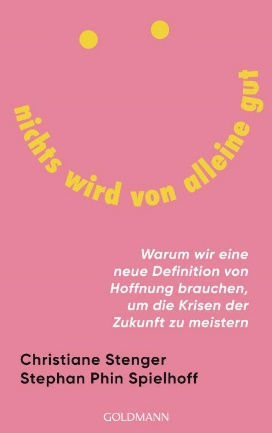 nichts wird von alleine gut
Warum wir eine
neue Definition von
Hoffnung brauchen,
um die Krisen der
Zukunft zu meistern
Christiane Stenger
Stephan Phin Spielhoff
GOLDMANN